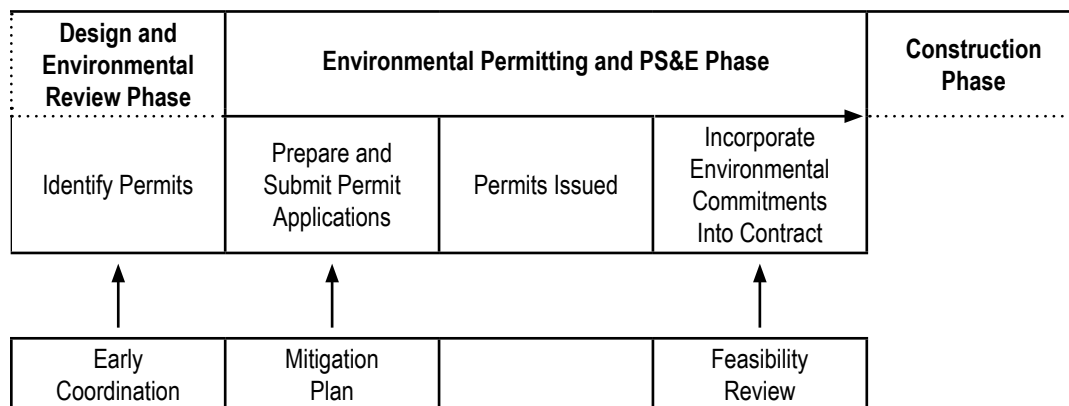 Design and
Environmental
Review Phase
Environmental Permitting and PS&E Phase
Construction
Phase
Identify Permits
Prepare and
Submit Permit
Applications
Permits Issued
Incorporate
Environmental
Commitments
Into Contract
Early
Coordination
Mitigation
Plan
Feasibility
Review